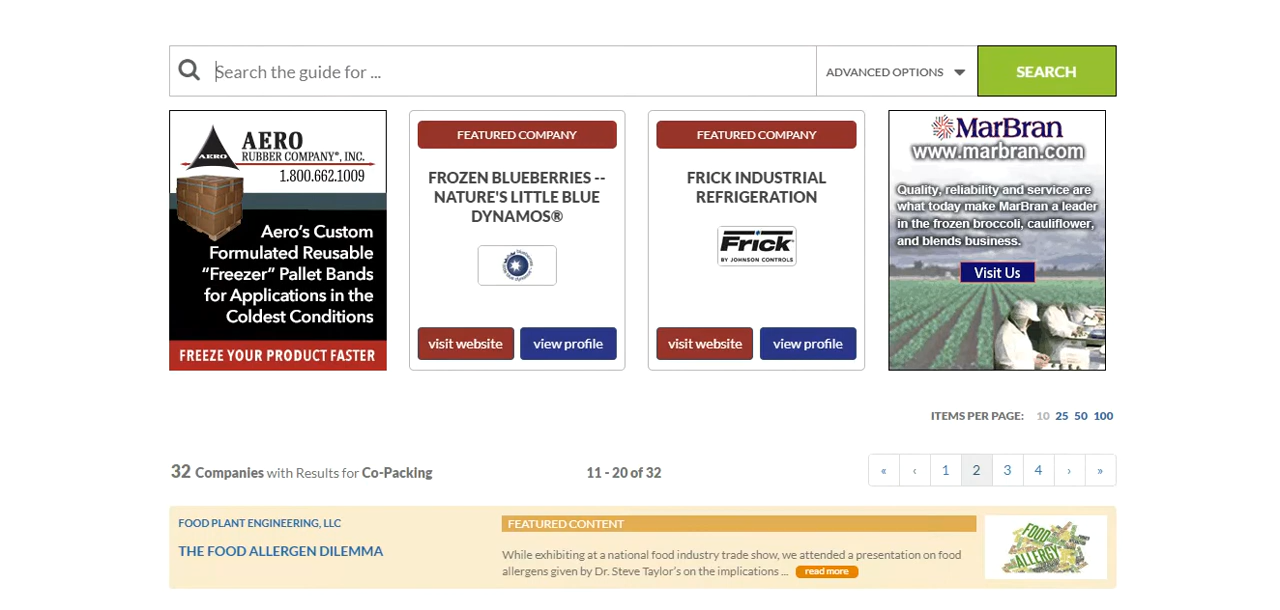 Search the guide for ...
ADVANCED OPTIONS
SEARCH
AERO
AERO
RUBBER COMPANY®, INC.
1.800.662.1009
Aero's Custom
Formulated Reusable
“Freezer” Pallet Bands
for Applications in the
Coldest Conditions
FREEZE YOUR PRODUCT FASTER
FEATURED COMPANY
FROZEN BLUEBERRIES --
NATURE'S LITTLE BLUE
DYNAMOS®
visit website
view profile
FEATURED COMPANY
FRICK INDUSTRIAL
REFRIGERATION
Frick
BY JOHNSON CONTROLS
visit website
view profile
MarBran
www.marbran.com
Quality, reliability and service are
what today make MarBran a leader
in the frozen broccoli, cauliflower,
and blends business.
Visit Us
ITEMS PER PAGE: 10 25 50 100
32 Companies with Results for Co-Packing
11 - 20 of 32
« ‹ 1 2 3 4 › »
FOOD PLANT ENGINEERING, LLC
THE FOOD ALLERGEN DILEMMA
FEATURED CONTENT
While exhibiting at a national food industry trade show, we attended a presentation on food
allergens given by Dr. Steve Taylor's on the implications ... read more
FOOD
ALLERGY